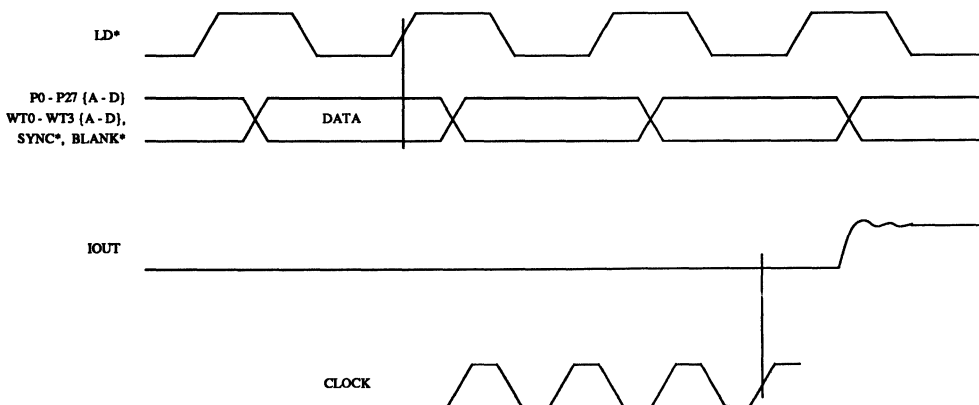 LD*
P0 - P27 {A - D}
WT0 - WT3 {A - D},
SYNC*, BLANK*
DATA
IOUT
CLOCK